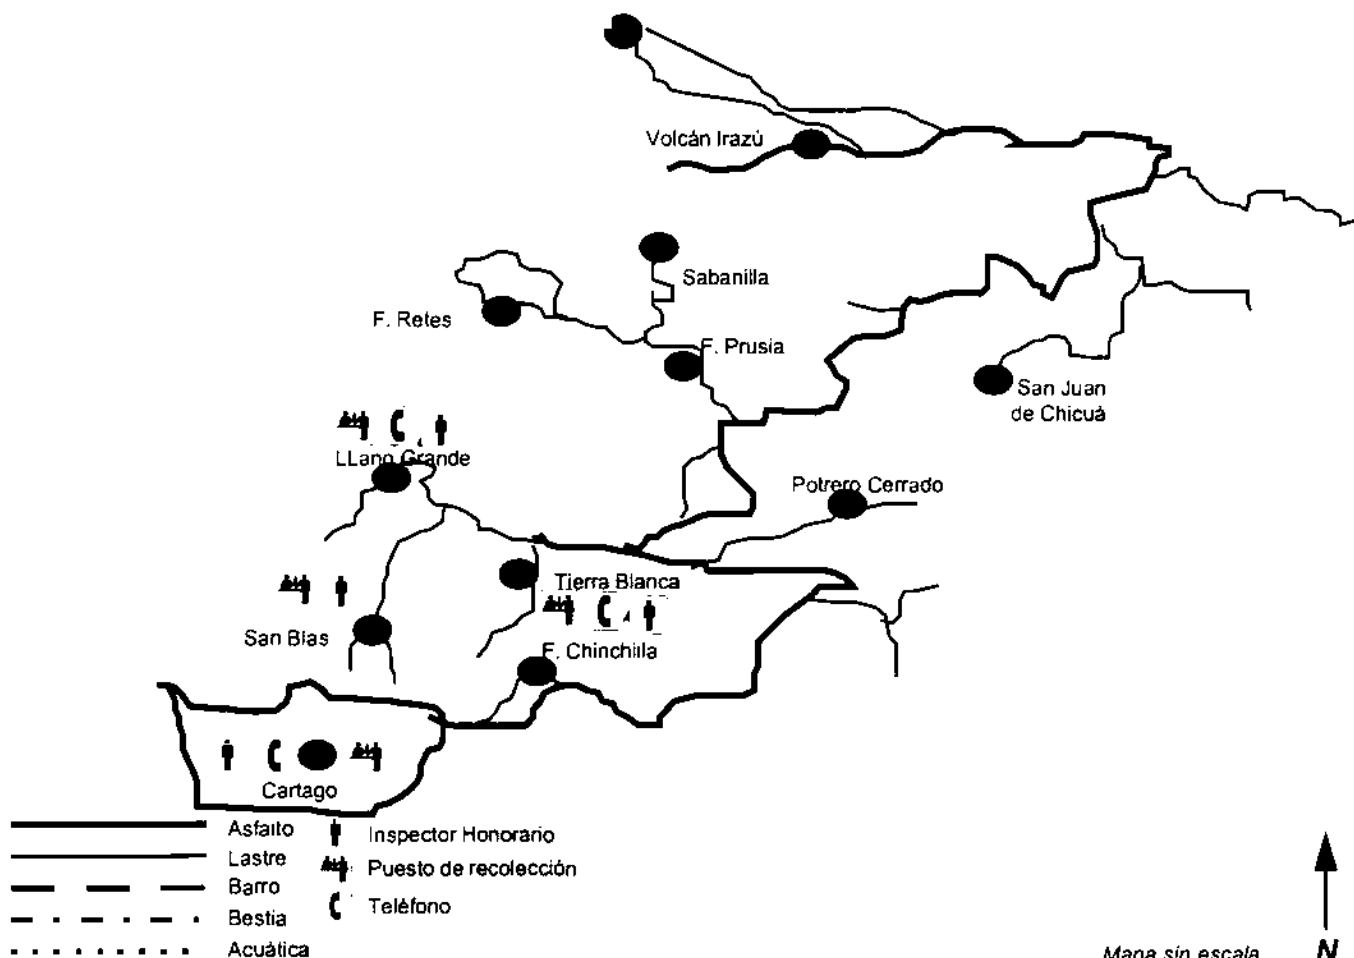 Volcán Irazú
Sabanilla
F. Retes
F. Prusia
San Juan
de Chicuá
LLano Grande
Potrero Cerrado
Tierra Blanca
San Blas
F. Chinchilla
Cartago
Asfalto
Lastre
Barro
Bestia
Acuática
Inspector Honorario
Puesto de recolección
Teléfono
Mapa sin escala
N